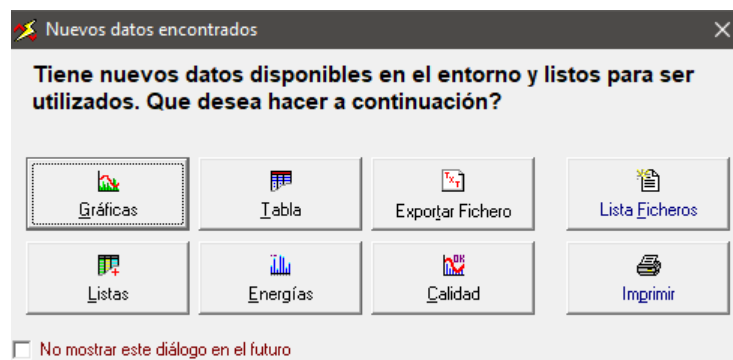 Nuevos datos encontrados
Tiene nuevos datos disponibles en el entorno y listos para ser
utilizados. Que desea hacer a continuación?
Gráficas
Tabla
Exportar Fichero
Lista Ficheros
Listas
Energías
Calidad
Imprimir
No mostrar este diálogo en el futuro